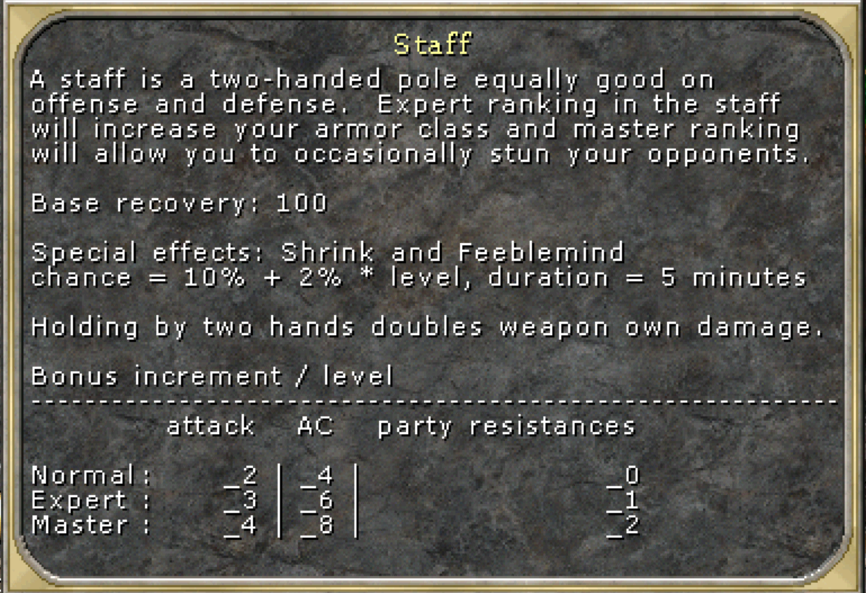 Staff
A staff is a two-handed pole equally good on
offense and defense.  Expert ranking in the staff
will increase your armor class and master ranking
will allow you to occasionally stun your opponents.
Base recovery: 100
Special effects: Shrink and Feeblemind
chance = 10% + 2% * level, duration = 5 minutes
Holding by two hands doubles weapon own damage.
Bonus increment / level
------------------------------------------------------------
attack AC party resistances
Normal: _2 | _4 | _0
Expert : _3 | _6 | _1
Master : _4 | _8 | _2